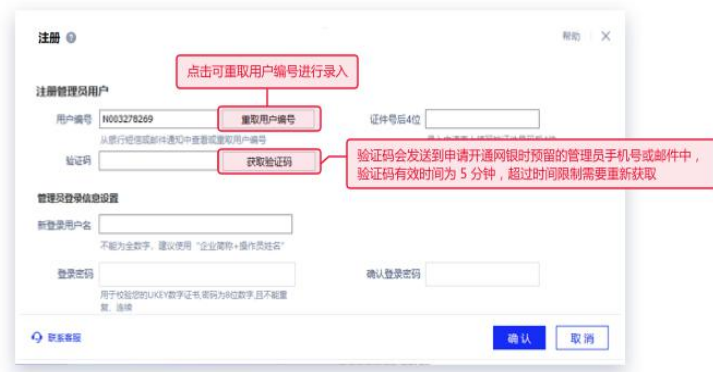 注册
帮助
点击可重取用户编号进行录入
注册管理员用户
用户编号 N003278269 重取用户编号 证件号后4位
从银行短信或邮件通知中查看或重取用户编号
验证码 获取验证码
验证码会发送到申请开通网银时预留的管理员手机号或邮件中，
验证码有效时间为 5 分钟，超过时间限制需要重新获取
管理员登录信息设置
新登录用户名
不能为全数字，建议使用“企业简称+操作员姓名”
登录密码 确认登录密码
用于校验您的UKEY数字证书,密码为8位数字,且不能重
复、连续
联系客服 确认 取消